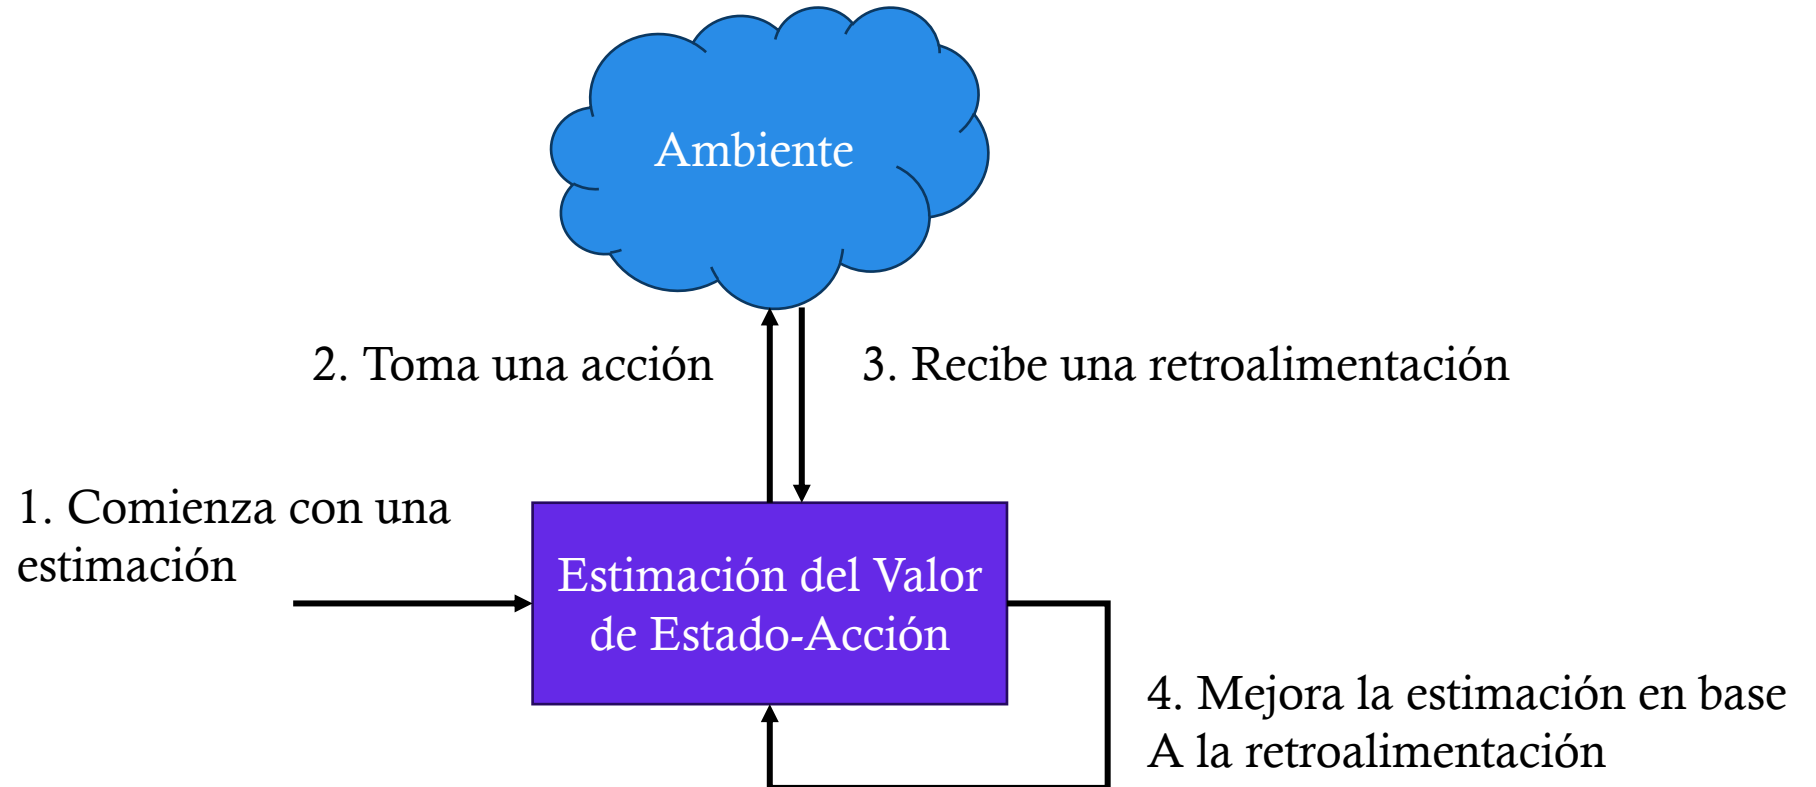 Ambiente
2. Toma una acción
3. Recibe una retroalimentación
1. Comienza con una
estimación
Estimación del Valor
de Estado-Acción
4. Mejora la estimación en base
A la retroalimentación